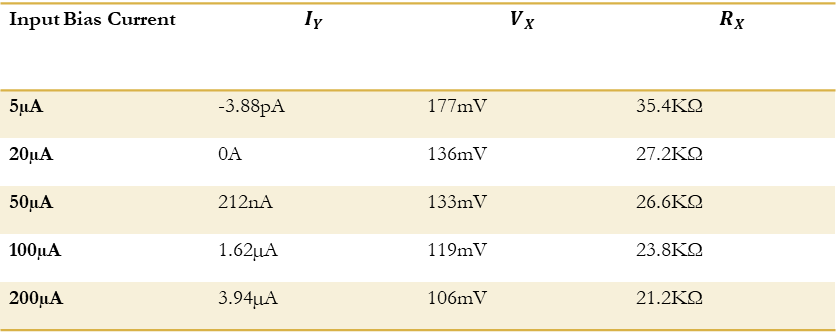 Input Bias Current I_Y V_X R_X
5μA -3.88pA 177mV 35.4KΩ
20μA 0A 136mV 27.2KΩ
50μA 212nA 133mV 26.6KΩ
100μA 1.62μA 119mV 23.8KΩ
200μA 3.94μA 106mV 21.2KΩ